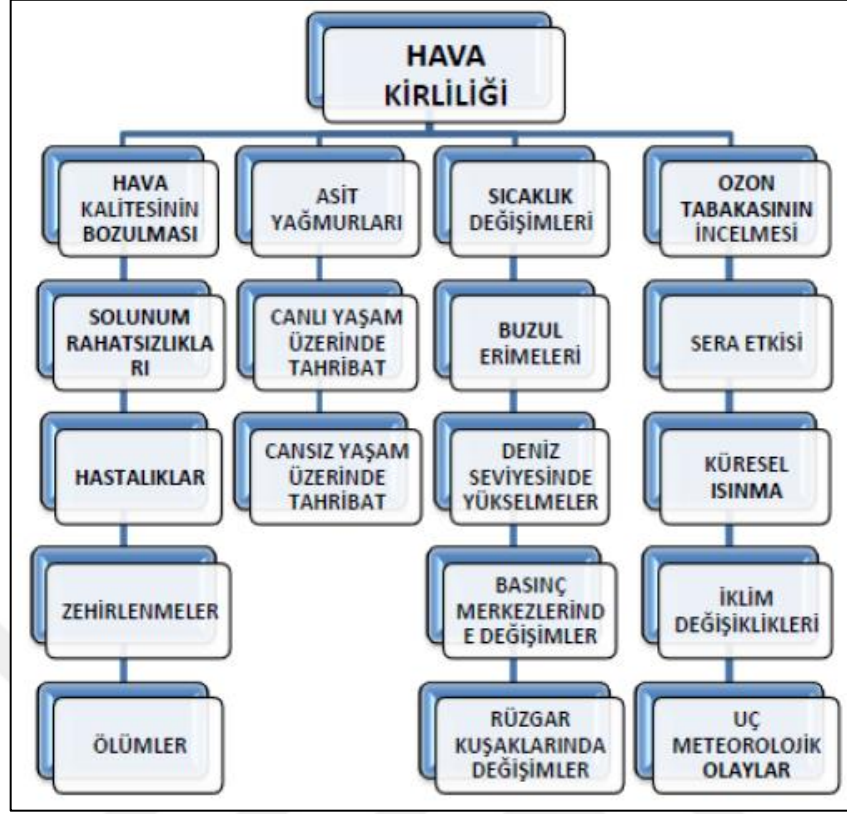 HAVA
KİRLİLİĞİ
HAVA
KALİTESİNİN
BOZULMASI
SOLUNUM
RAHATSIZLIKLA
RI
HASTALIKLAR
ZEHİRLENMELER
ÖLÜMLER
ASİT
YAĞMURLARI
CANLI YAŞAM
ÜZERİNDE
TAHRİBAT
CANSIZ YAŞAM
ÜZERİNDE
TAHRİBAT
SICAKLIK
DEĞİŞİMLERİ
BUZUL
ERİMELERİ
DENİZ
SEVİYESİNDE
YÜKSELMELER
BASINÇ
MERKEZLERİND
E DEĞİŞİMLER
RÜZGAR
KUŞAKLARINDA
DEĞİŞİMLER
OZON
TABAKASININ
İNCELMESİ
SERA ETKİSİ
KÜRESEL
ISINMA
İKLİM
DEĞİŞİKLİKLERİ
UÇ
METEOROLOJİK
OLAYLAR